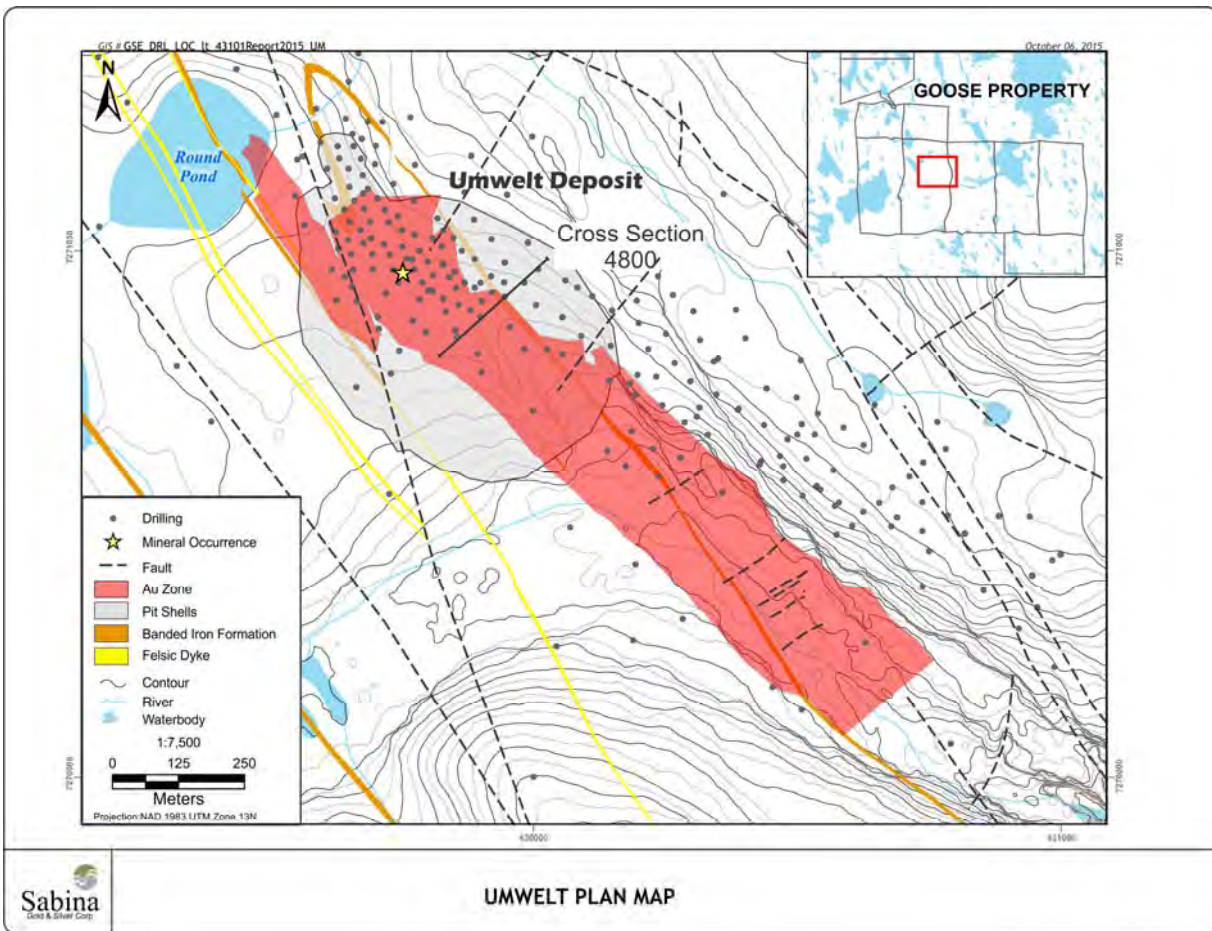 GIS # GSE_DRL_LOC_lt_43101Report2015_UM
October 06, 2015
N
GOOSE PROPERTY
Round
Pond
Umwelt Deposit
Cross Section
4800
7271000
7271000
Drilling
Mineral Occurrence
Fault
Au Zone
Pit Shells
Banded Iron Formation
Felsic Dyke
Contour
River
Waterbody
1:7,500
0 125 250
Meters
Projection:NAD 1983 UTM Zone 13N
7270000
7270000
430000
431000
Sabina
Gold & Silver Corp
UMWELT PLAN MAP